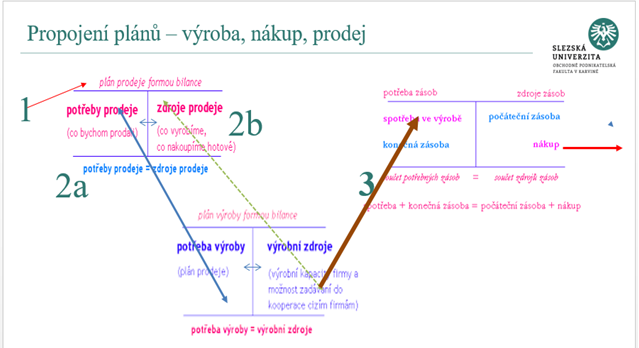 Propojení plánů – výroba, nákup, prodej
SLEZSKÁ
UNIVERZITA
OBCHODNĚ PODNIKATELSKÁ
FAKULTA V KARVINÉ
plán prodeje formou bilance
1
potřeby prodeje
zdroje prodeje
(co bychom prodali)
(co vyrobíme,
co nakoupíme hotově)
2b
potřeby prodeje = zdroje prodeje
2a
potřeba zásob
zdroje zásob
spotřeba ve výrobě
počáteční zásoba
konečná zásoba
nákup
3
součet potřebných zásob = součet zdrojů zásob
potřeba + konečná zásoba = počáteční zásoba + nákup
plán výroby formou bilance
potřeba výroby
výrobní zdroje
(plán prodeje)
(výrobní kapacity firmy a
možnost zadávání do
kooperace cizím firmám)
potřeba výroby = výrobní zdroje